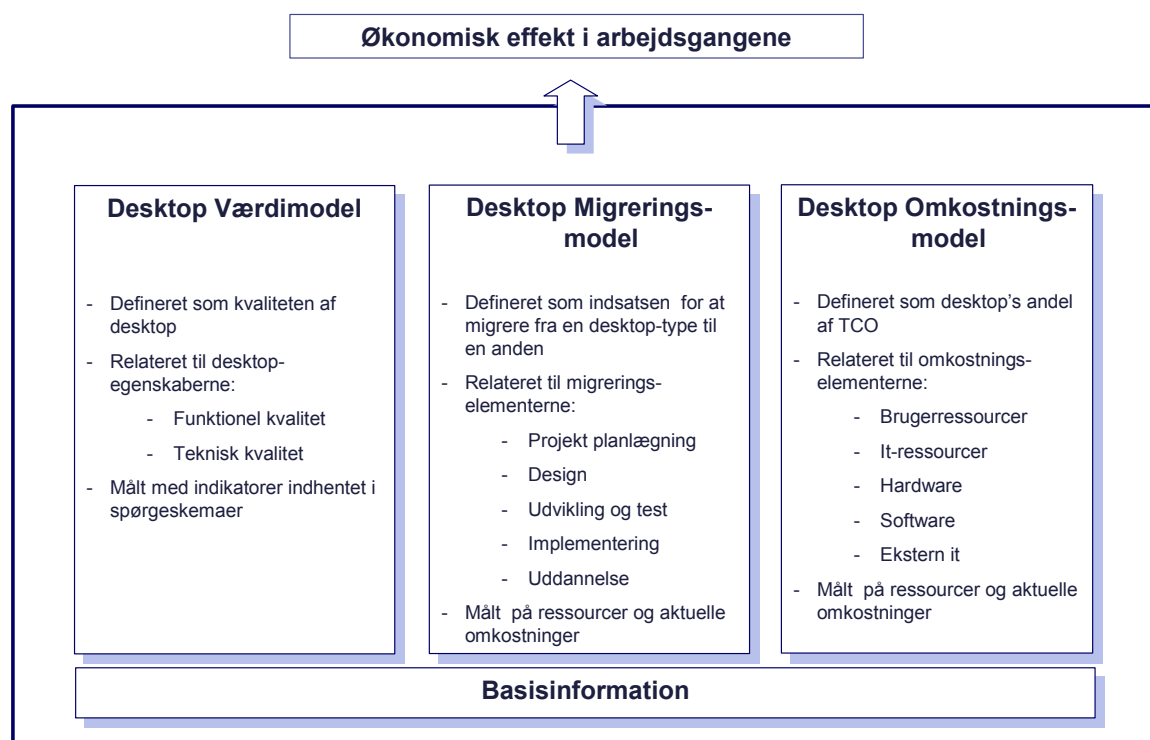 Økonomisk effekt i arbejdsgangene
Desktop Værdimodel
- Defineret som kvaliteten af
desktop
- Relateret til desktop-
egenskaberne:
- Funktionel kvalitet
- Teknisk kvalitet
- Målt med indikatorer indhentet i
spørgeskemaer
Desktop Migrerings-
model
- Defineret som indsatsen for at
migrere fra en desktop-type til
en anden
- Relateret til migrerings-
elementerne:
- Projekt planlægning
- Design
- Udvikling og test
- Implementering
- Uddannelse
- Målt på ressourcer og aktuelle
omkostninger
Desktop Omkostnings-
model
- Defineret som desktop's andel
af TCO
- Relateret til omkostnings-
elementerne:
- Brugerressourcer
- It-ressourcer
- Hardware
- Software
- Ekstern it
- Målt på ressourcer og aktuelle
omkostninger
Basisinformation